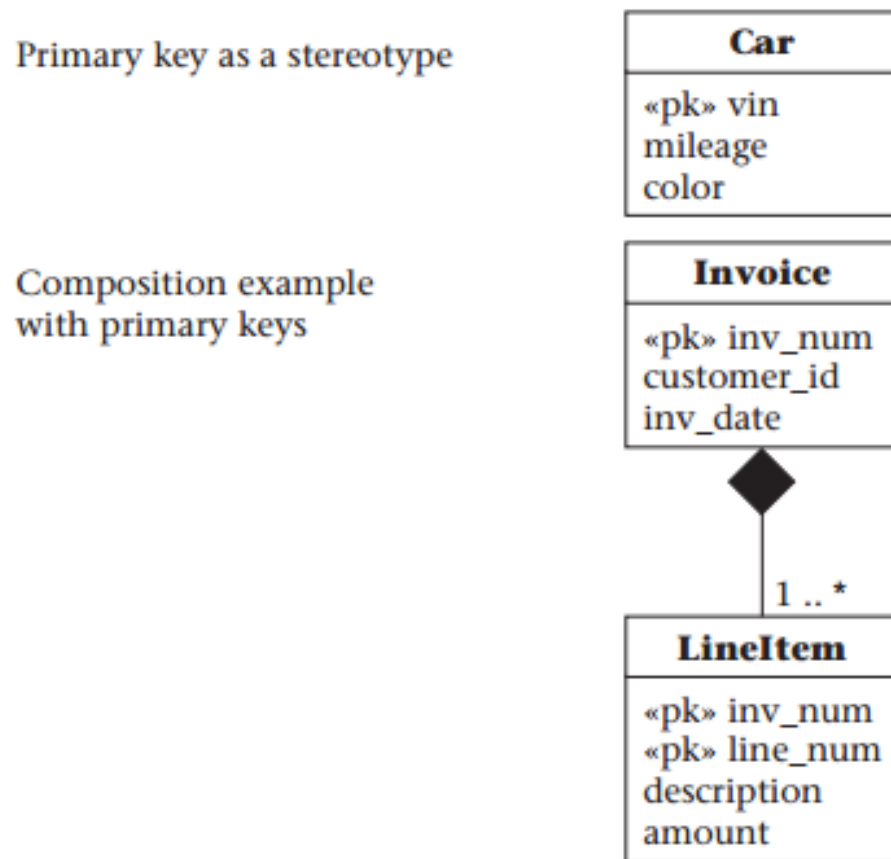 Primary key as a stereotype
Car
«pk» vin
mileage
color
Composition example
with primary keys
Invoice
«pk» inv_num
customer_id
inv_date
1 .. *
LineItem
«pk» inv_num
«pk» line_num
description
amount